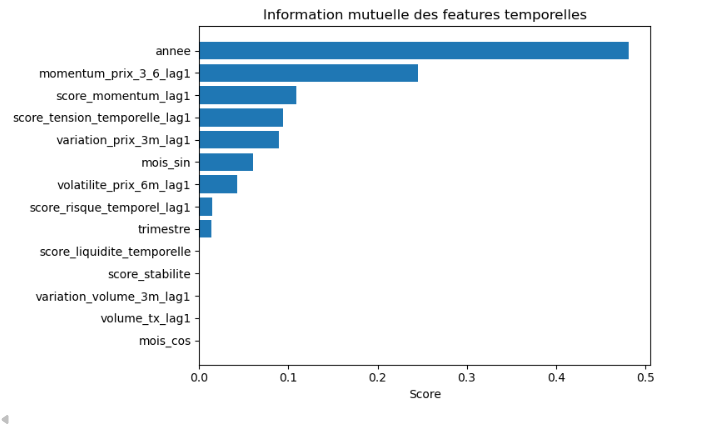 Information mutuelle des features temporelles
annee
momentum_prix_3_6_lag1
score_momentum_lag1
score_tension_temporelle_lag1
variation_prix_3m_lag1
mois_sin
volatilite_prix_6m_lag1
score_risque_temporel_lag1
trimestre
score_liquidite_temporelle
score_stabilite
variation_volume_3m_lag1
volume_tx_lag1
mois_cos
0.0 0.1 0.2 0.3 0.4 0.5
Score